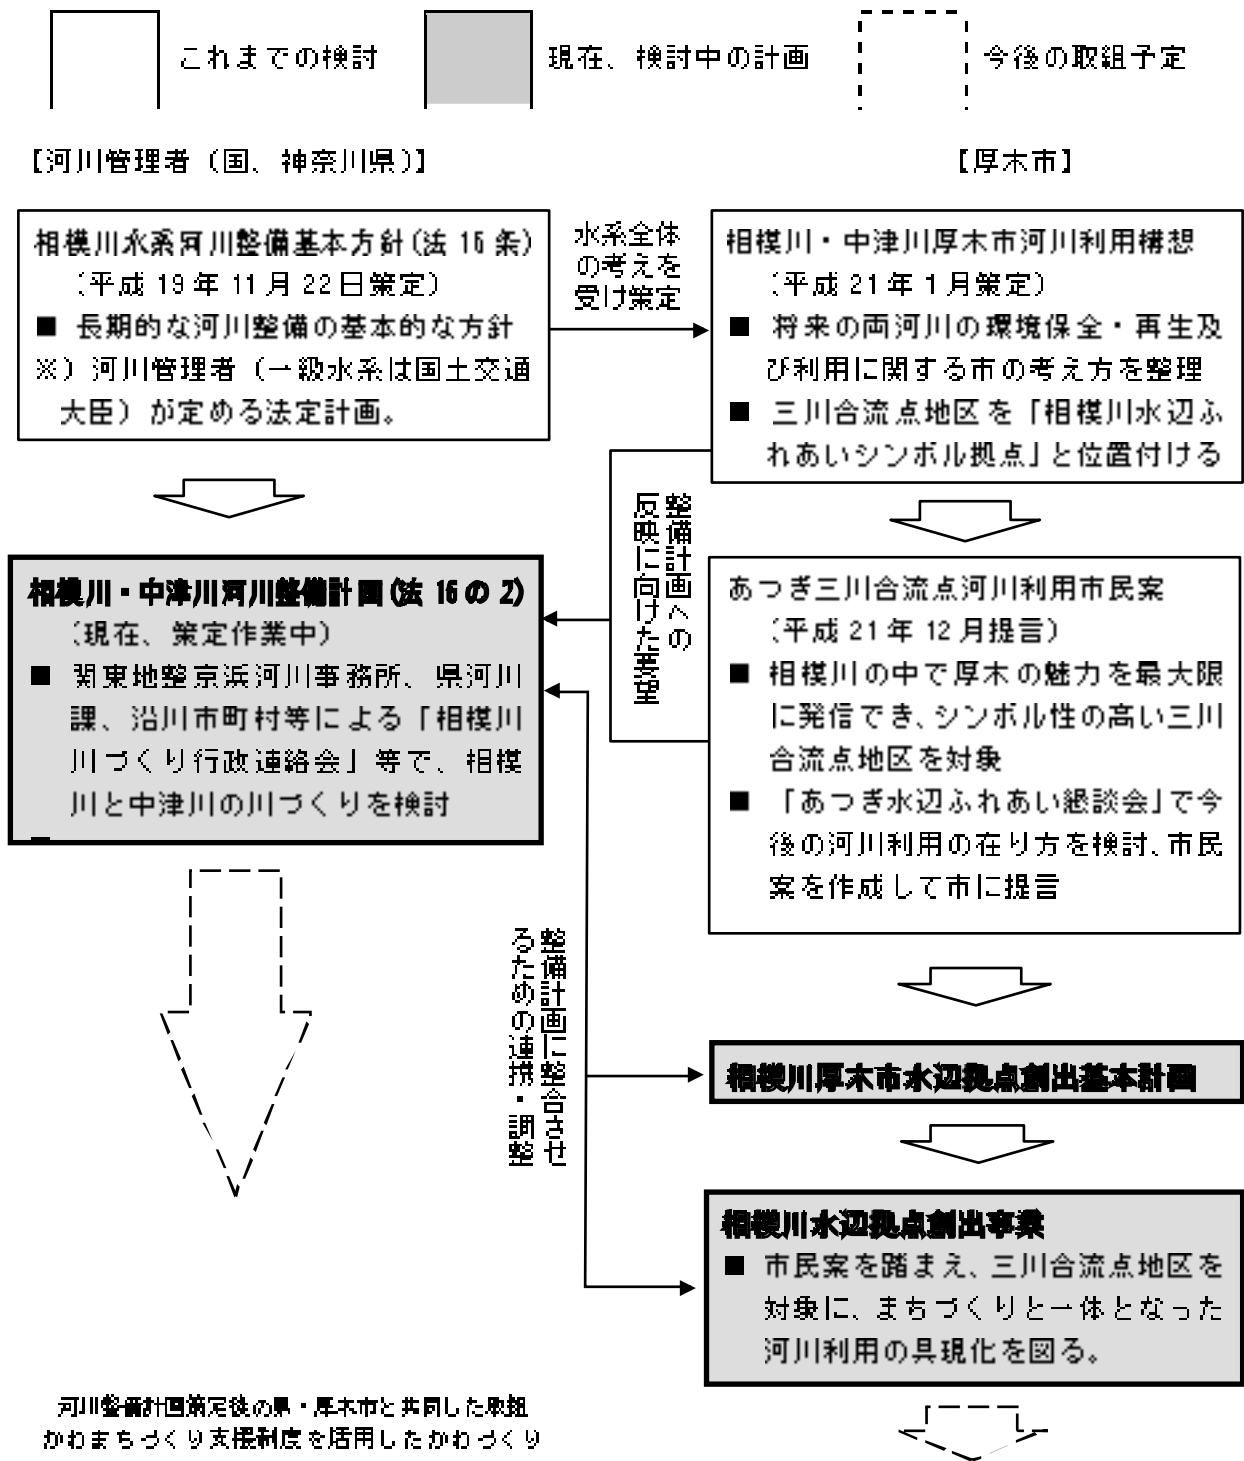 これまでの検討
現在、検討中の計画
今後の取組予定
【河川管理者（国、神奈川県）】
【厚木市】
相模川水系河川整備基本方針(法 16 条)
（平成 19 年 11 月 22 日策定）
■ 長期的な河川整備の基本的な方針
※）河川管理者（一級水系は国土交通
大臣）が定める法定計画。
水系全体
の考えを
受け策定
相模川・中津川厚木市河川利用構想
（平成 21 年 1 月策定）
■ 将来の両河川の環境保全・再生及
び利用に関する市の考え方を整理
■ 三川合流点地区を「相模川水辺ふ
れあいシンボル拠点」と位置付ける
整備計画への
反映に向けた要望
相模川・中津川河川整備計画(法 16 の 2)
（現在、策定作業中）
■ 関東地整京浜河川事務所、県河川
課、沿川市町村等による「相模川
川づくり行政連絡会」等で、相模
川と中津川の川づくりを検討
■
あつぎ三川合流点河川利用市民案
（平成 21 年 12 月提言）
■ 相模川の中で厚木の魅力を最大限
に発信でき、シンボル性の高い三川
合流点地区を対象
■ 「あつぎ水辺ふれあい懇談会」で今
後の河川利用の在り方を検討、市民
案を作成して市に提言
整備計画に整合させ
るための連携・調整
相模川厚木市水辺拠点創出基本計画
相模川水辺拠点創出事業
■ 市民案を踏まえ、三川合流点地区を
対象に、まちづくりと一体となった
河川利用の具現化を図る。
河川整備計画策定後の県・厚木市と共同した取組
かわまちづくり支援制度を活用したかわづくり